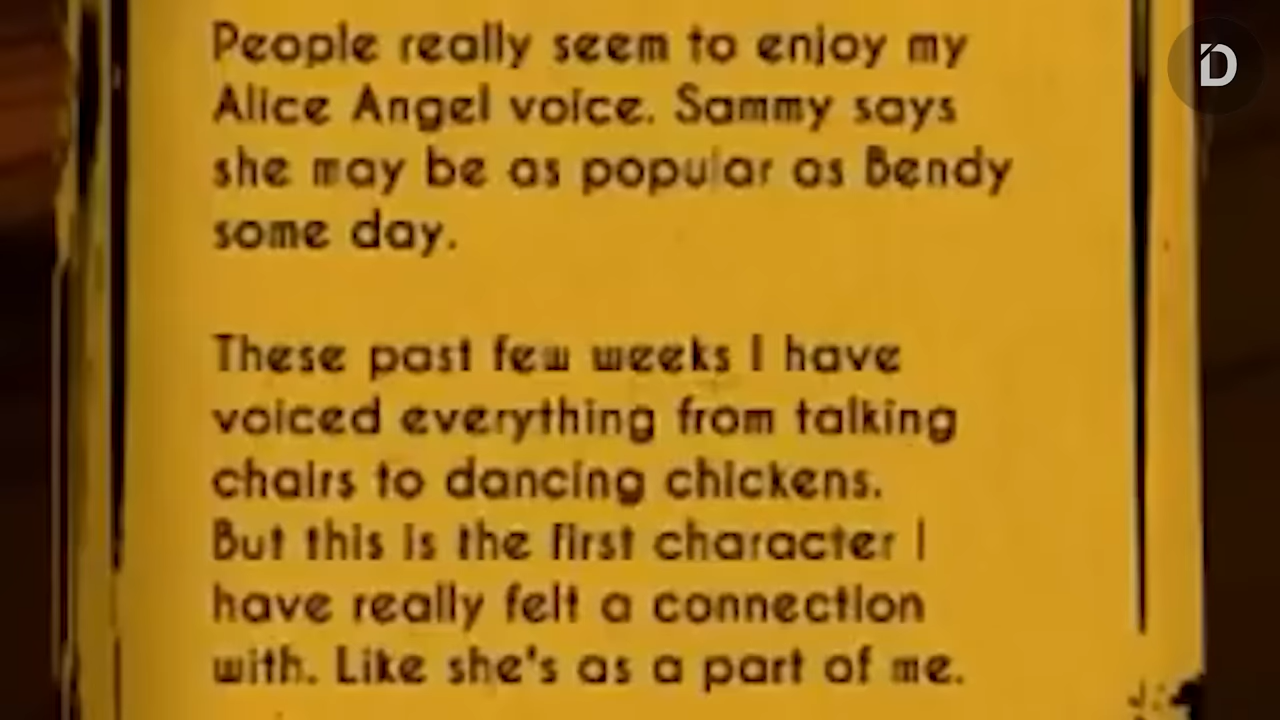 People really seem to enjoy my
Alice Angel voice. Sammy says
she may be as popular as Bendy
some day.
These past few weeks I have
voiced everything from talking
chairs to dancing chickens.
But this is the first character I
have really felt a connection
with. Like she's as a part of me.
D